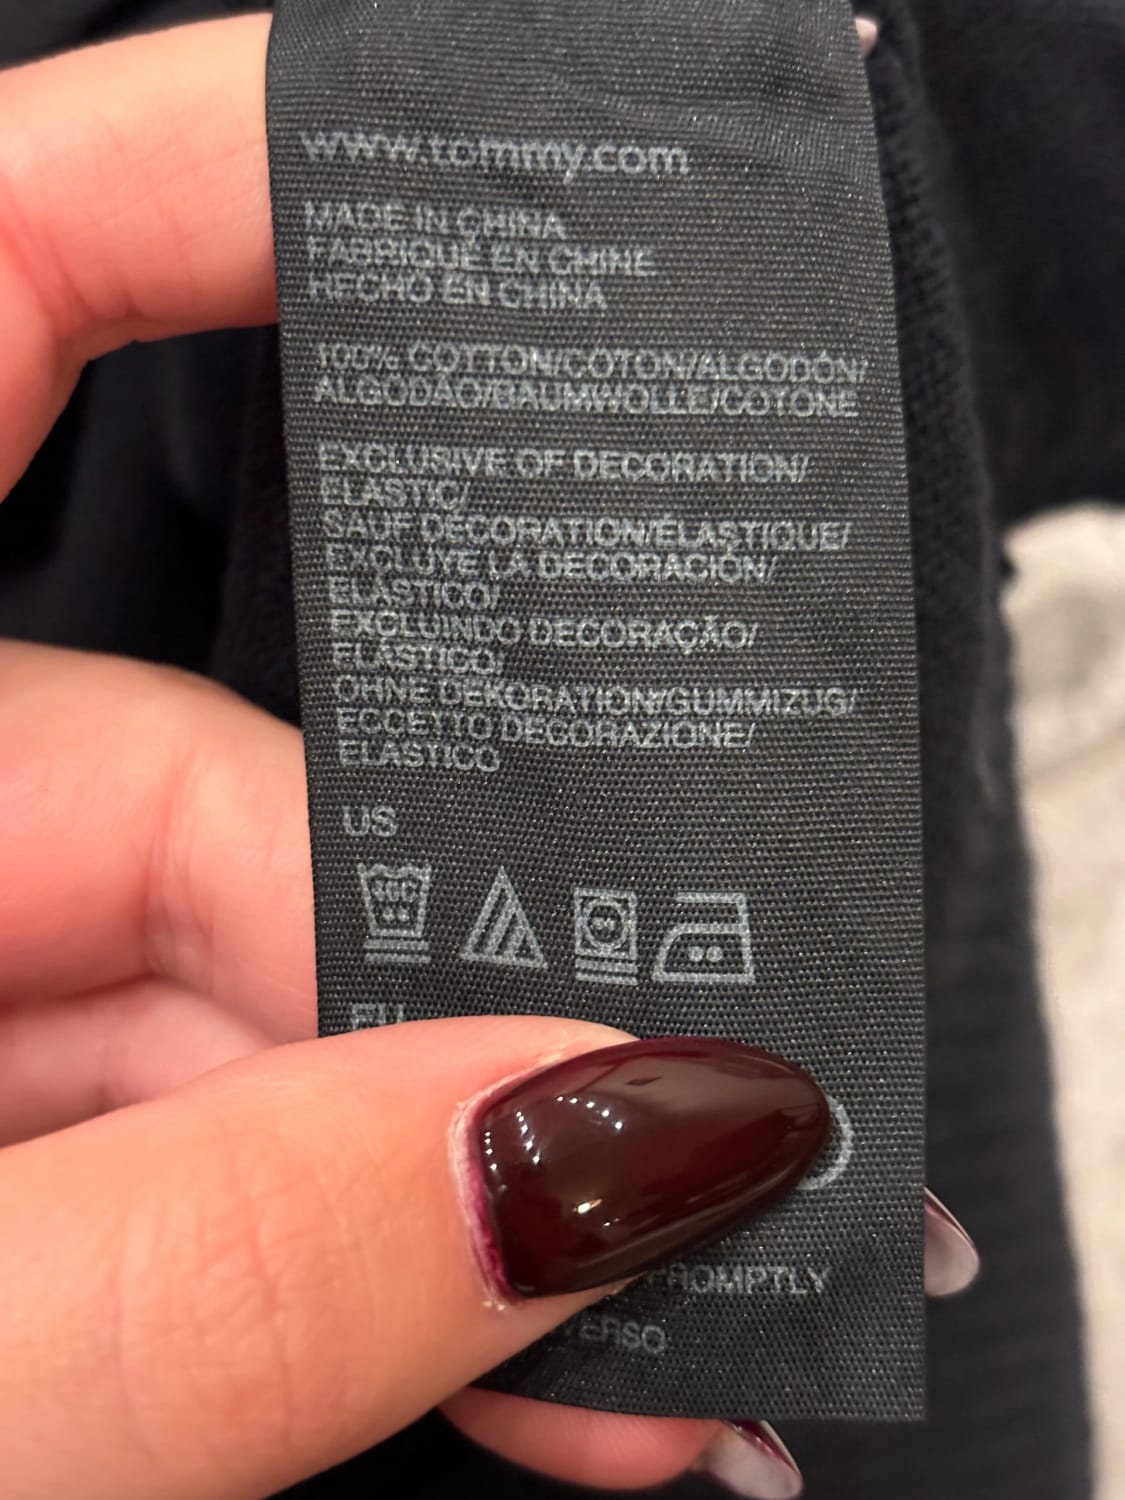 www.tommy.com
MADE IN CHINA
FABRIQUÉ EN CHINE
HECHO EN CHINA
100% COTTON/COTON/ALGODÓN/
ALGODÃO/BAUMWOLLE/COTONE
EXCLUSIVE OF DECORATION/
ELASTIC/
SAUF DÉCORATION/ÉLASTIQUE/
EXCLUYE LA DECORACIÓN/
ELÁSTICO/
EXCLUINDO DECORAÇÃO/
ELÁSTICO/
OHNE DEKORATION/GUMMIZUG/
ECCETTO DECORAZIONE/
ELASTICO
US
EU
PROMPTLY